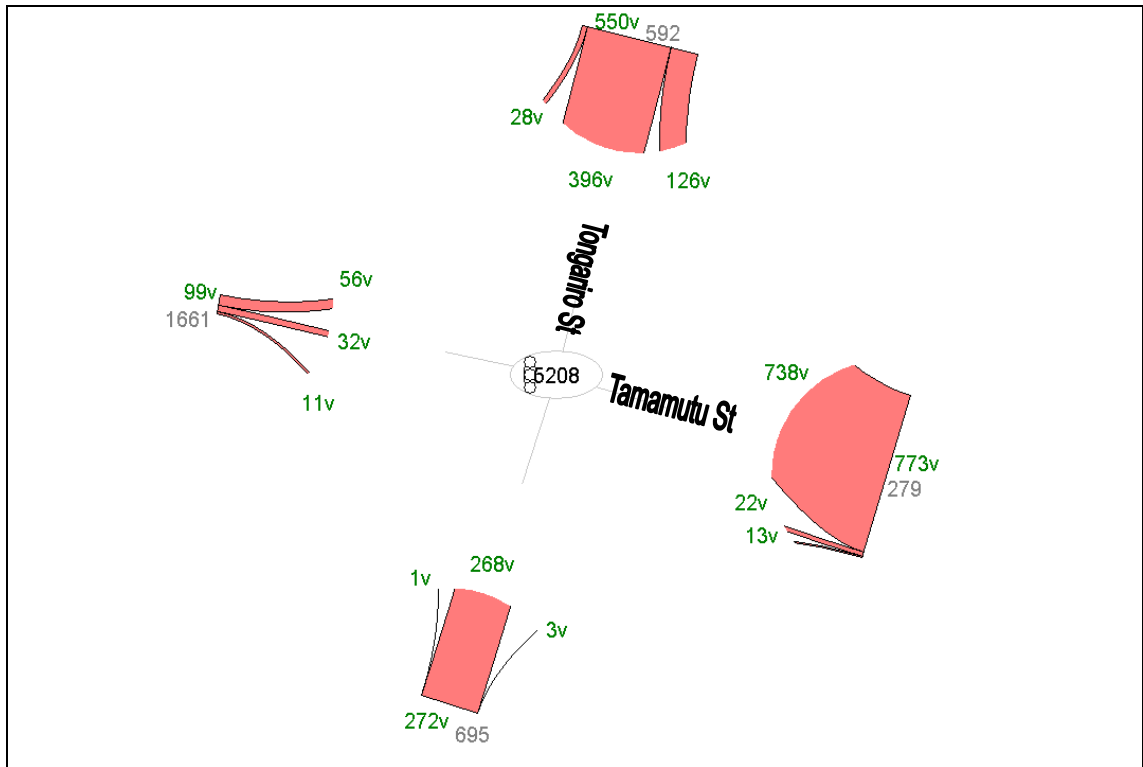 550v
592
28v
396v
126v
Tongariro St
99v
1661
56v
32v
11v
6208
Tamamutu St
738v
773v
279
22v
13v
1v
268v
3v
272v
695